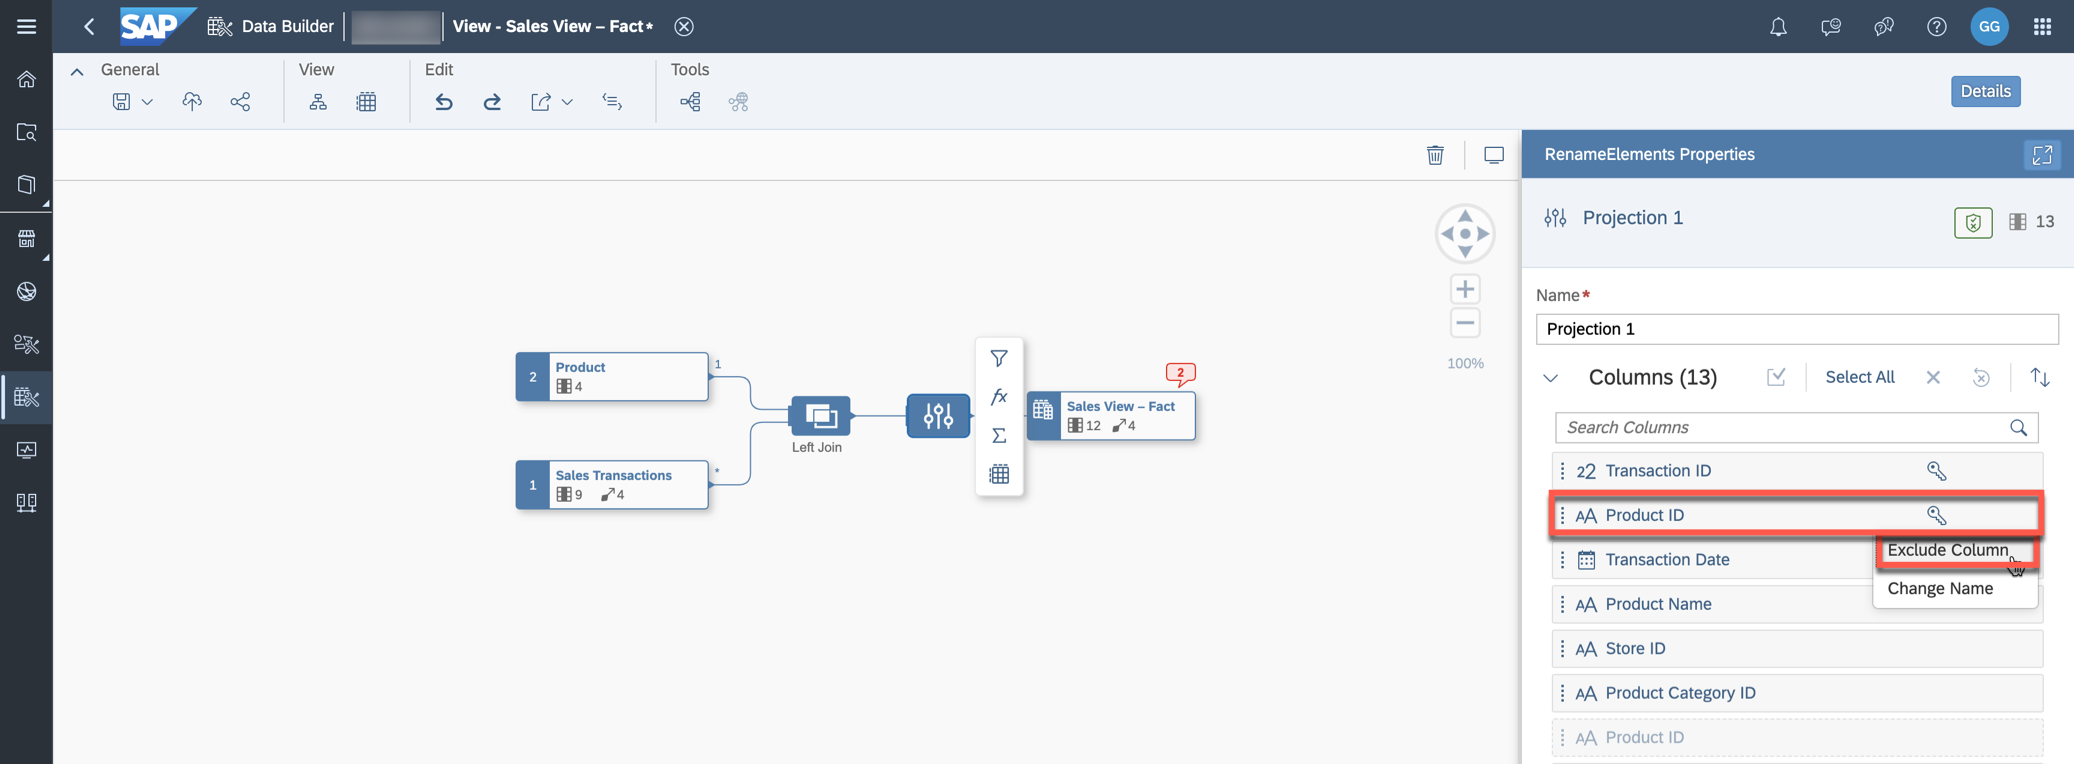 SAP Data Builder View - Sales View – Fact* GG
General View Edit Tools
Details
RenameElements Properties
Projection 1
13
Name*
Projection 1
Columns (13) Select All
Search Columns
22 Transaction ID
AA Product ID
Exclude Column
Transaction Date
Change Name
AA Product Name
AA Store ID
AA Product Category ID
AA Product ID
100%
2 Product 1
4
1 Sales Transactions *
9 4
Left Join
fx
Σ
2
Sales View – Fact
12 4